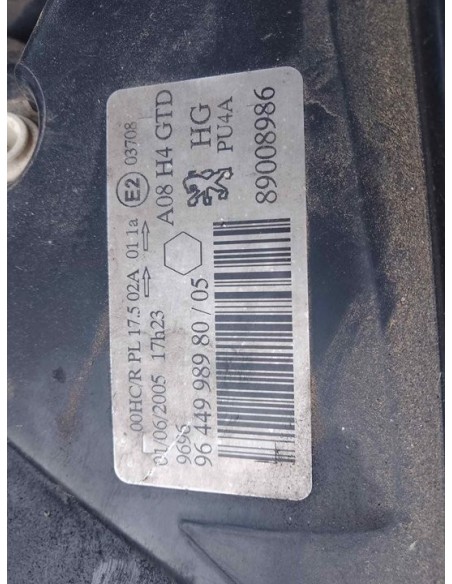 00HC/R PL 17.5 02A 01 1a E2 03708
01/06/2005 17h23 A08 H4 GTD
9696 HG
96 449 989 80 / 05 PU4A
89008986